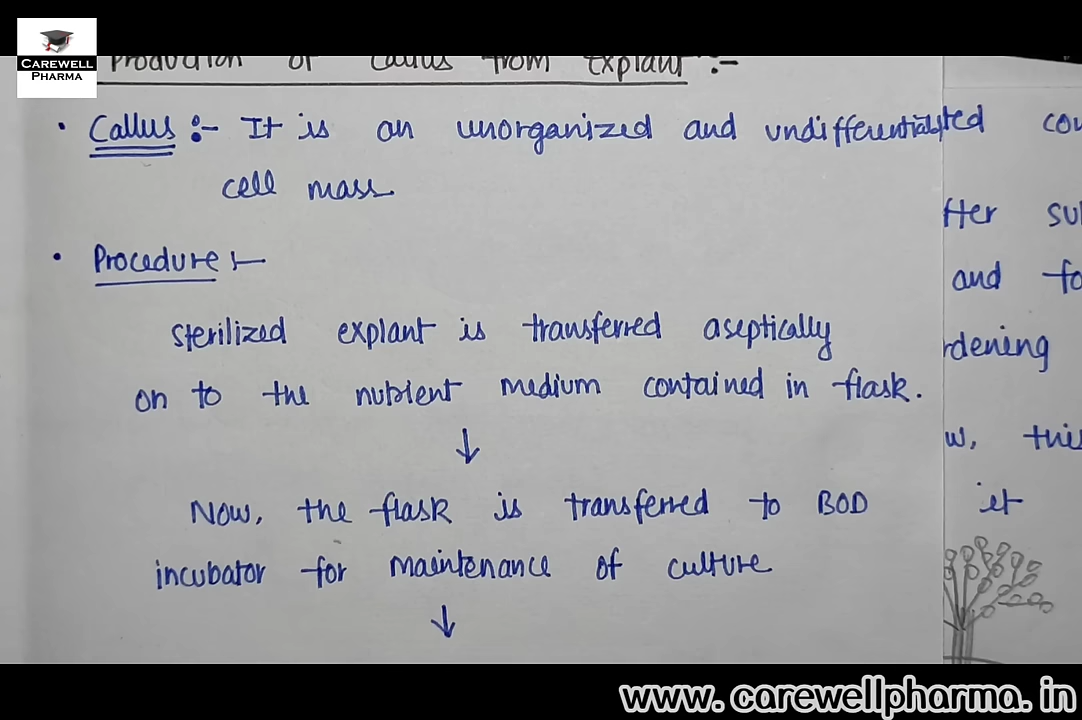 CAREWELL
PHARMA
Production of callus from Explant :-
• Callus :- It is an unorganized and undifferentiated
cell mass
• Procedure :-
sterilized explant is transferred aseptically
on to the nutrient medium contained in flask.
↓
Now, the flask is transferred to BOD
incubator for maintenance of culture
↓
and
www.carewellpharma.in